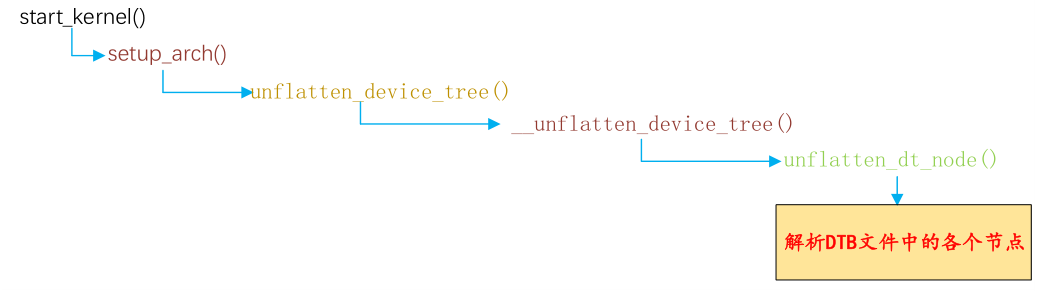 start_kernel()
setup_arch()
unflatten_device_tree()
__unflatten_device_tree()
unflatten_dt_node()
解析DTB文件中的各个节点